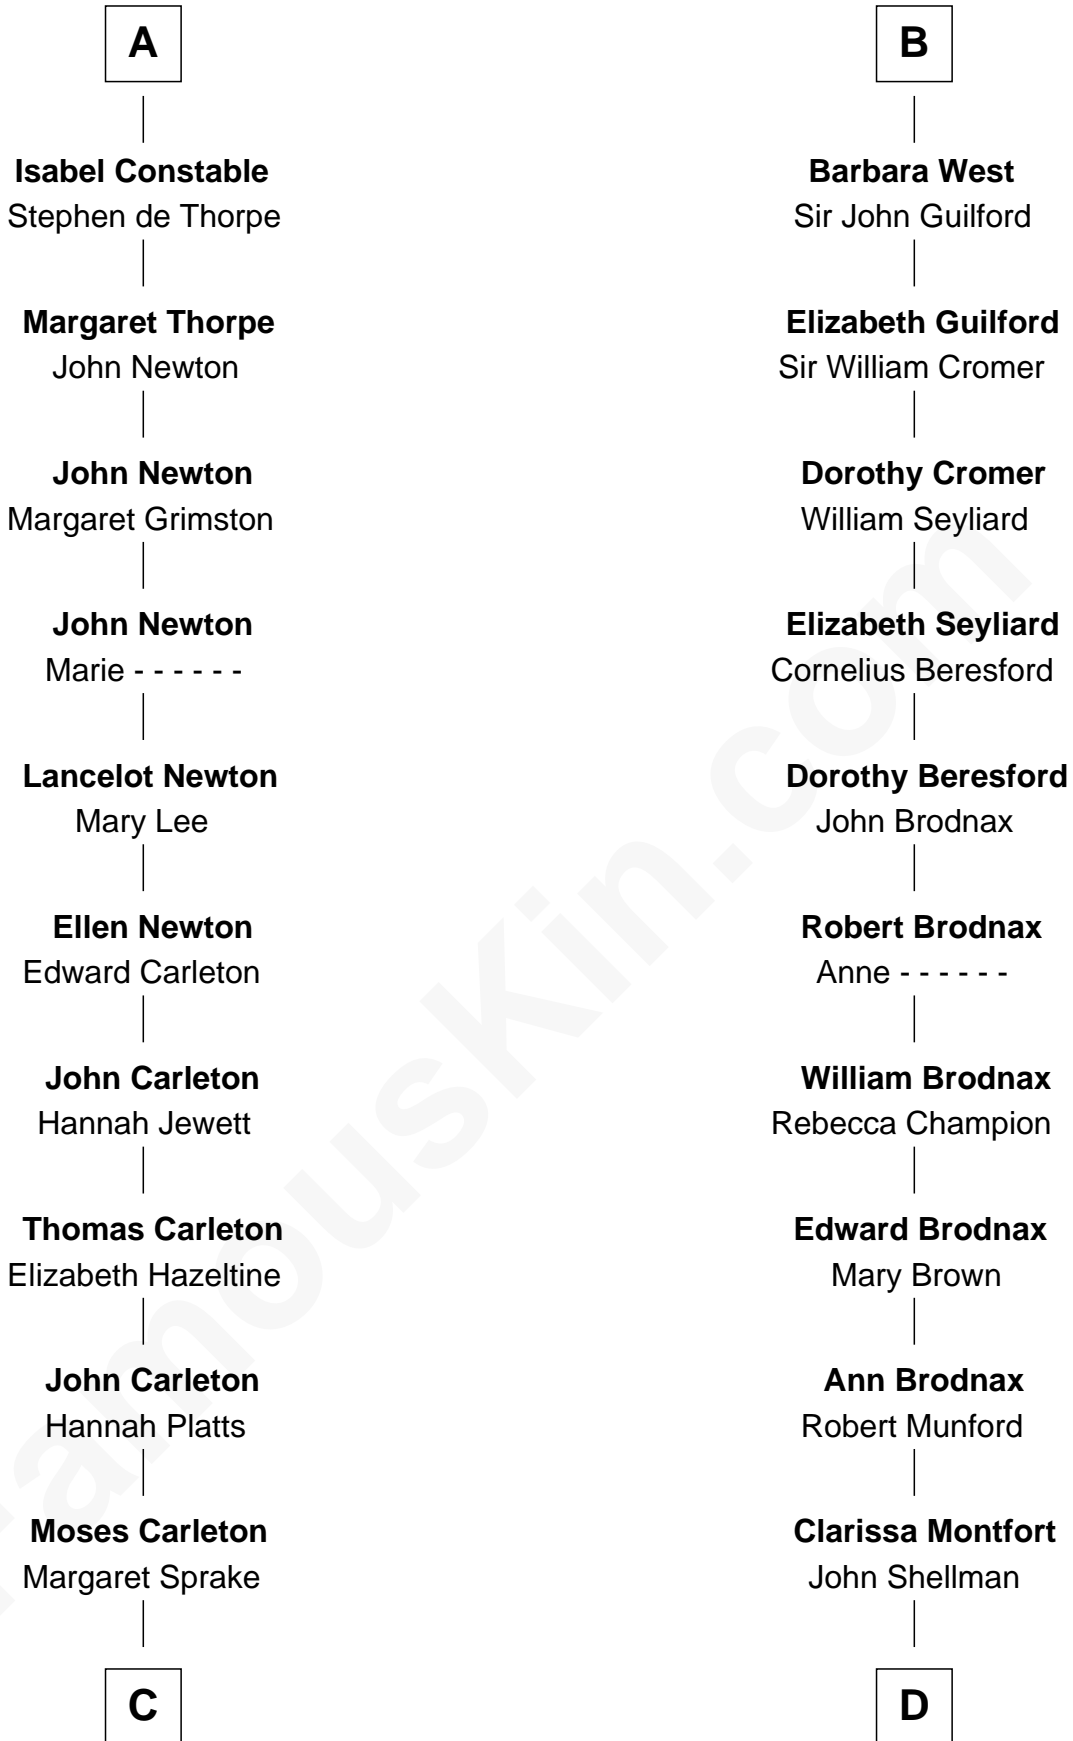 A
Isabel Constable
Stephen de Thorpe
Margaret Thorpe
John Newton
John Newton
Margaret Grimston
John Newton
Marie - - - - - -
Lancelot Newton
Mary Lee
Ellen Newton
Edward Carleton
John Carleton
Hannah Jewett
Thomas Carleton
Elizabeth Hazeltine
John Carleton
Hannah Platts
Moses Carleton
Margaret Sprake
C
B
Barbara West
Sir John Guilford
Elizabeth Guilford
Sir William Cromer
Dorothy Cromer
William Seyliard
Elizabeth Seyliard
Cornelius Beresford
Dorothy Beresford
John Brodnax
Robert Brodnax
Anne - - - - - -
William Brodnax
Rebecca Champion
Edward Brodnax
Mary Brown
Ann Brodnax
Robert Munford
Clarissa Montfort
John Shellman
D
FamousKin.com